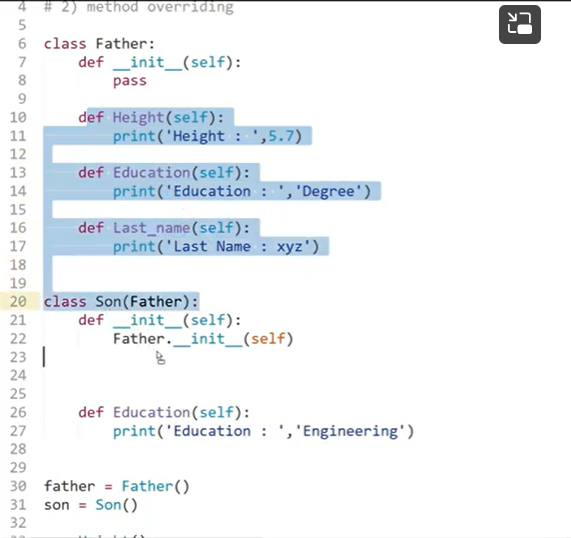 4 # 2) method overriding
5
6 class Father:
7     def __init__(self):
8         pass
9
10     def Height(self):
11         print('Height : ',5.7)
12
13     def Education(self):
14         print('Education : ','Degree')
15
16     def Last_name(self):
17         print('Last Name : xyz')
18
19
20 class Son(Father):
21     def __init__(self):
22         Father.__init__(self)
23
24
25
26     def Education(self):
27         print('Education : ','Engineering')
28
29
30 father = Father()
31 son = Son()
32